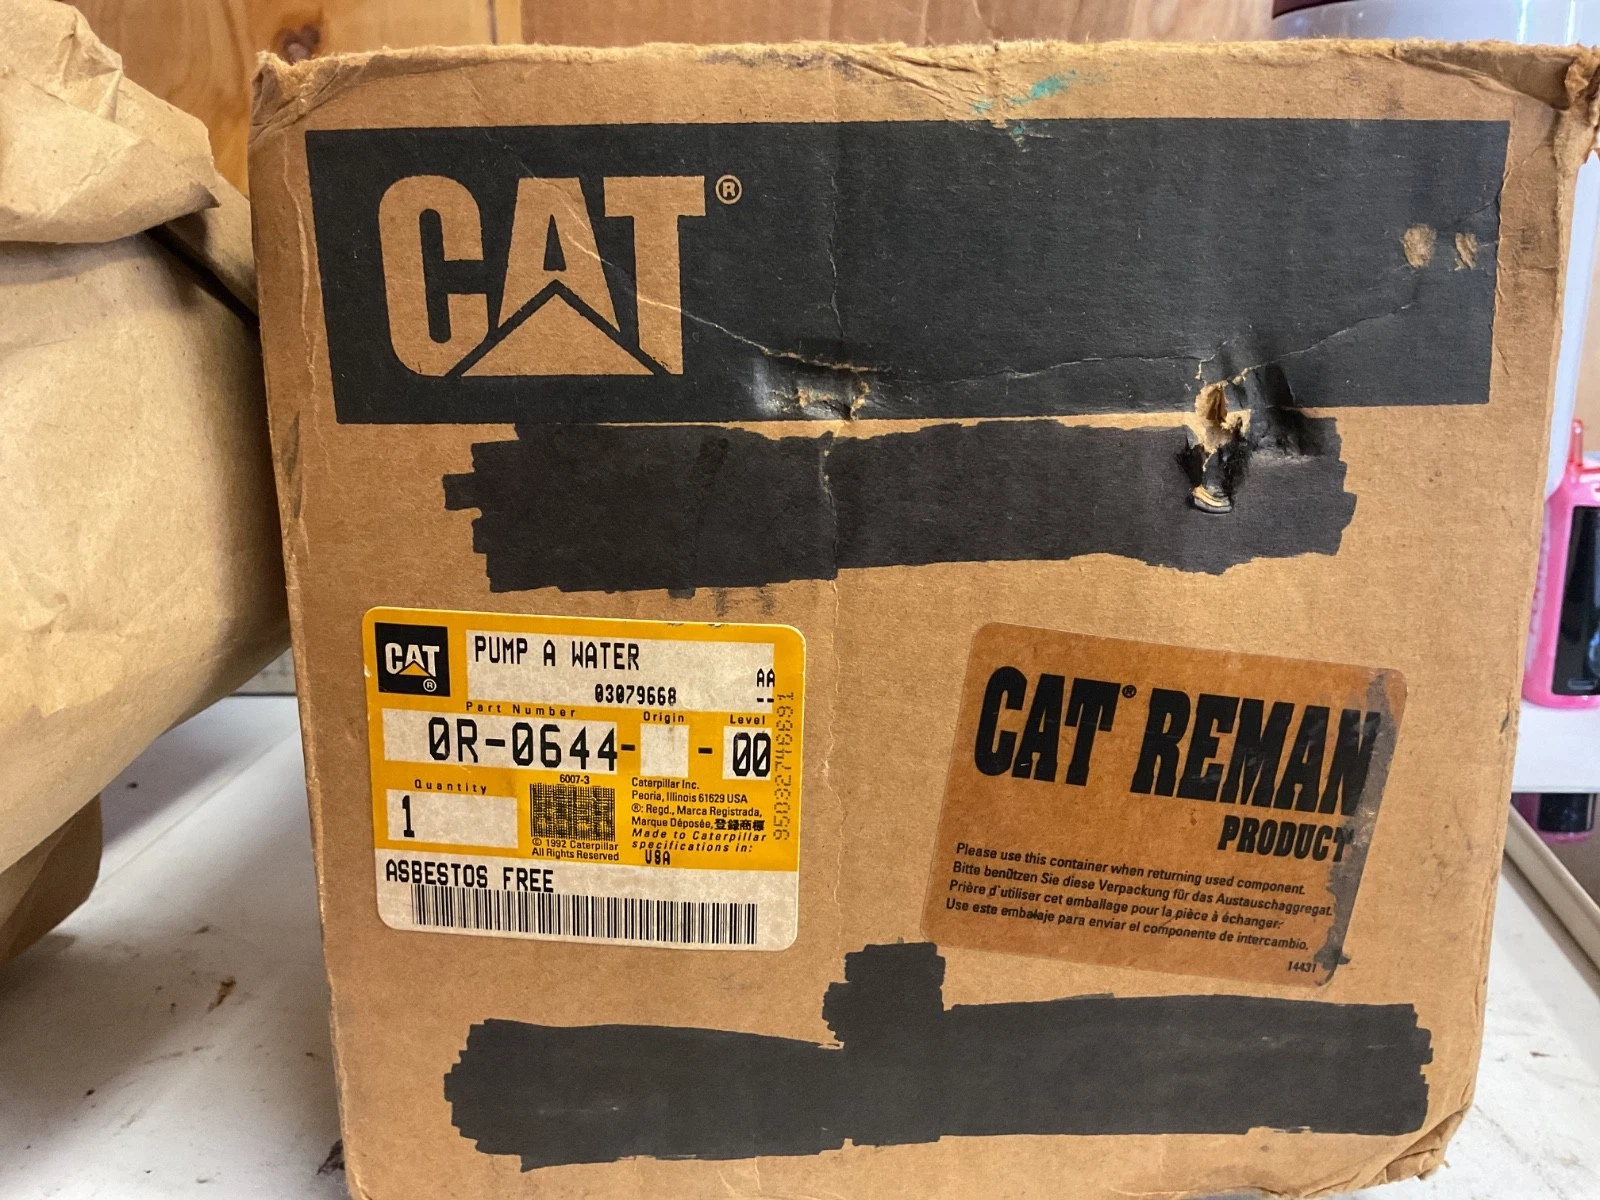 CAT®
CAT®
PUMP A WATER
AA
03079668
--
Part Number
Origin
Level
0R-0644-
- 00
Quantity
1
6007-3
© 1992 Caterpillar
All Rights Reserved
Caterpillar Inc.
Peoria, Illinois 61629 USA
®: Regd., Marca Registrada,
Marque Déposée, 登録商標
Made to Caterpillar
specifications in:
USA
ASBESTOS FREE
CAT® REMAN
PRODUCT
Please use this container when returning used component.
Bitte benützen Sie diese Verpackung für das Austauschaggregat.
Prière d'utiliser cet emballage pour la pièce à échanger.
Use este embalaje para enviar el componente de intercambio.
14431